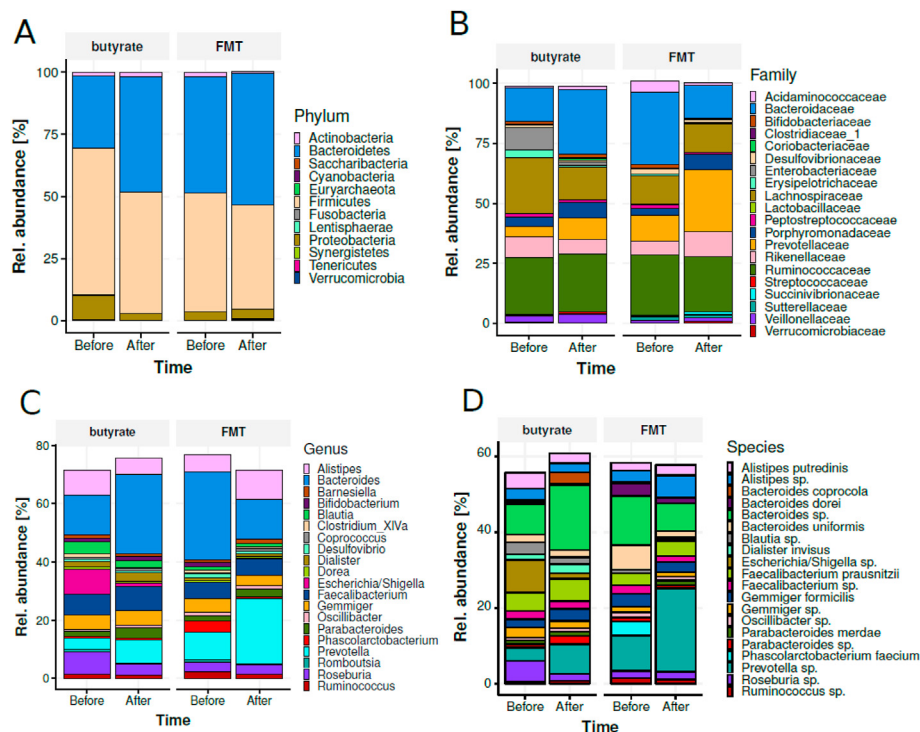 A
butyrate
FMT
100
75
50
25
0
Rel. abundance [%]
Before
After
Before
After
Time
Phylum
Actinobacteria
Bacteroidetes
Saccharibacteria
Cyanobacteria
Euryarchaeota
Firmicutes
Fusobacteria
Lentisphaerae
Proteobacteria
Synergistetes
Tenericutes
Verrucomicrobia
B
butyrate
FMT
100
75
50
25
0
Rel. abundance [%]
Before
After
Before
After
Time
Family
Acidaminococcaceae
Bacteroidaceae
Bifidobacteriaceae
Clostridiaceae_1
Coriobacteriaceae
Desulfovibrionaceae
Enterobacteriaceae
Erysipelotrichaceae
Lachnospiraceae
Lactobacillaceae
Peptostreptococcaceae
Porphyromonadaceae
Prevotellaceae
Rikenellaceae
Ruminococcaceae
Streptococcaceae
Succinivibrionaceae
Sutterellaceae
Veillonellaceae
Verrucomicrobiaceae
C
butyrate
FMT
80
60
40
20
0
Rel. abundance [%]
Before
After
Before
After
Time
Genus
Alistipes
Bacteroides
Barnesiella
Bifidobacterium
Blautia
Clostridium_XIVa
Coprococcus
Desulfovibrio
Dialister
Dorea
Escherichia/Shigella
Faecalibacterium
Gemmiger
Oscillibacter
Parabacteroides
Phascolarctobacterium
Prevotella
Romboutsia
Roseburia
Ruminococcus
D
butyrate
FMT
60
40
20
0
Rel. abundance [%]
Before
After
Before
After
Time
Species
Alistipes putredinis
Alistipes sp.
Bacteroides coprocola
Bacteroides dorei
Bacteroides sp.
Bacteroides uniformis
Blautia sp.
Dialister invisus
Escherichia/Shigella sp.
Faecalibacterium prausnitzii
Faecalibacterium sp.
Gemmiger formicilis
Gemmiger sp.
Oscillibacter sp.
Parabacteroides merdae
Parabacteroides sp.
Phascolarctobacterium faecium
Prevotella sp.
Roseburia sp.
Ruminococcus sp.